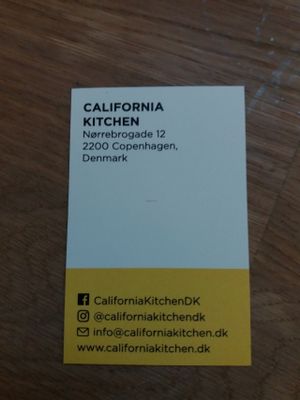 CALIFORNIA
KITCHEN
Nørrebrogade 12
2200 Copenhagen,
Denmark
CaliforniaKitchenDK
@californiakitchendk
info@californiakitchen.dk
www.californiakitchen.dk